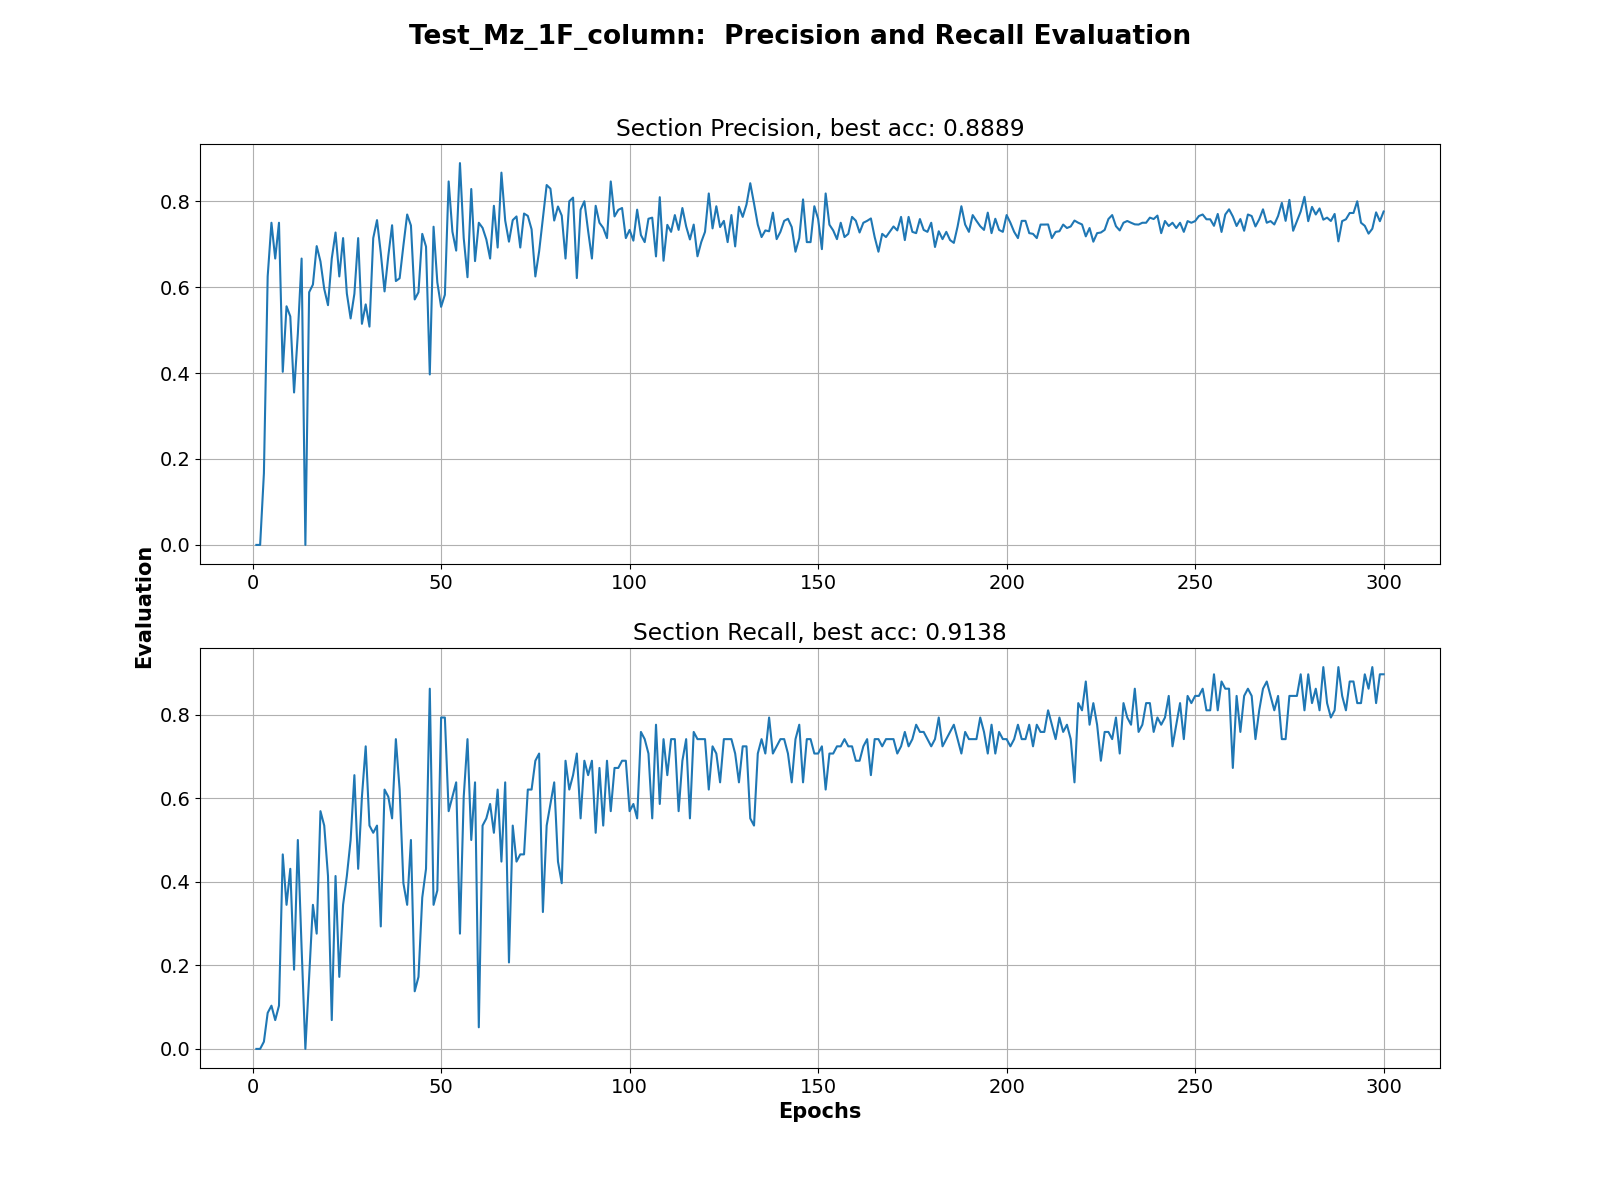 Test_Mz_1F_column:  Precision and Recall Evaluation
Section Precision, best acc: 0.8889
0.8
0.6
0.4
0.2
0.0
0 50 100 150 200 250 300
Evaluation
Section Recall, best acc: 0.9138
0.8
0.6
0.4
0.2
0.0
0 50 100 150 200 250 300
Epochs